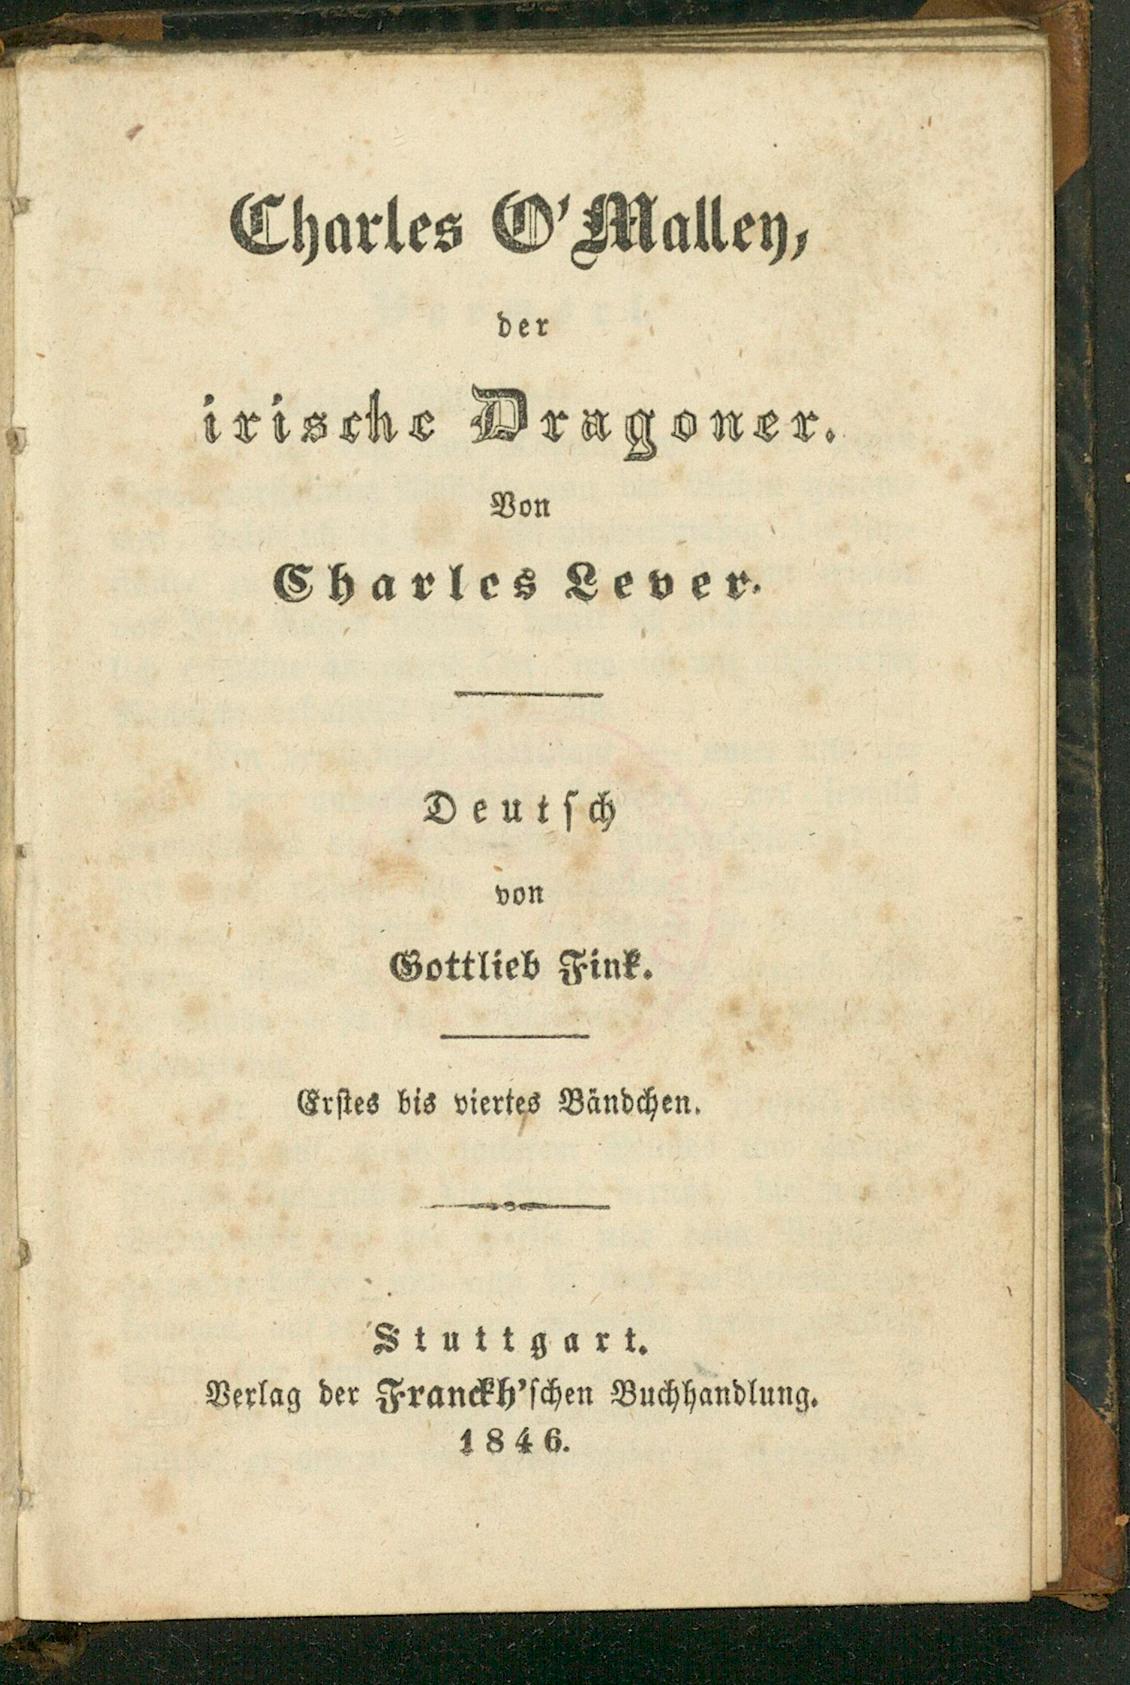 Charles O'Malley,
der
irische Dragoner.
Von
Charles Lever.
Deutsch
von
Gottlieb Fink.
Erstes bis viertes Bändchen.
Stuttgart.
Verlag der Franckh'schen Buchhandlung.
1846.